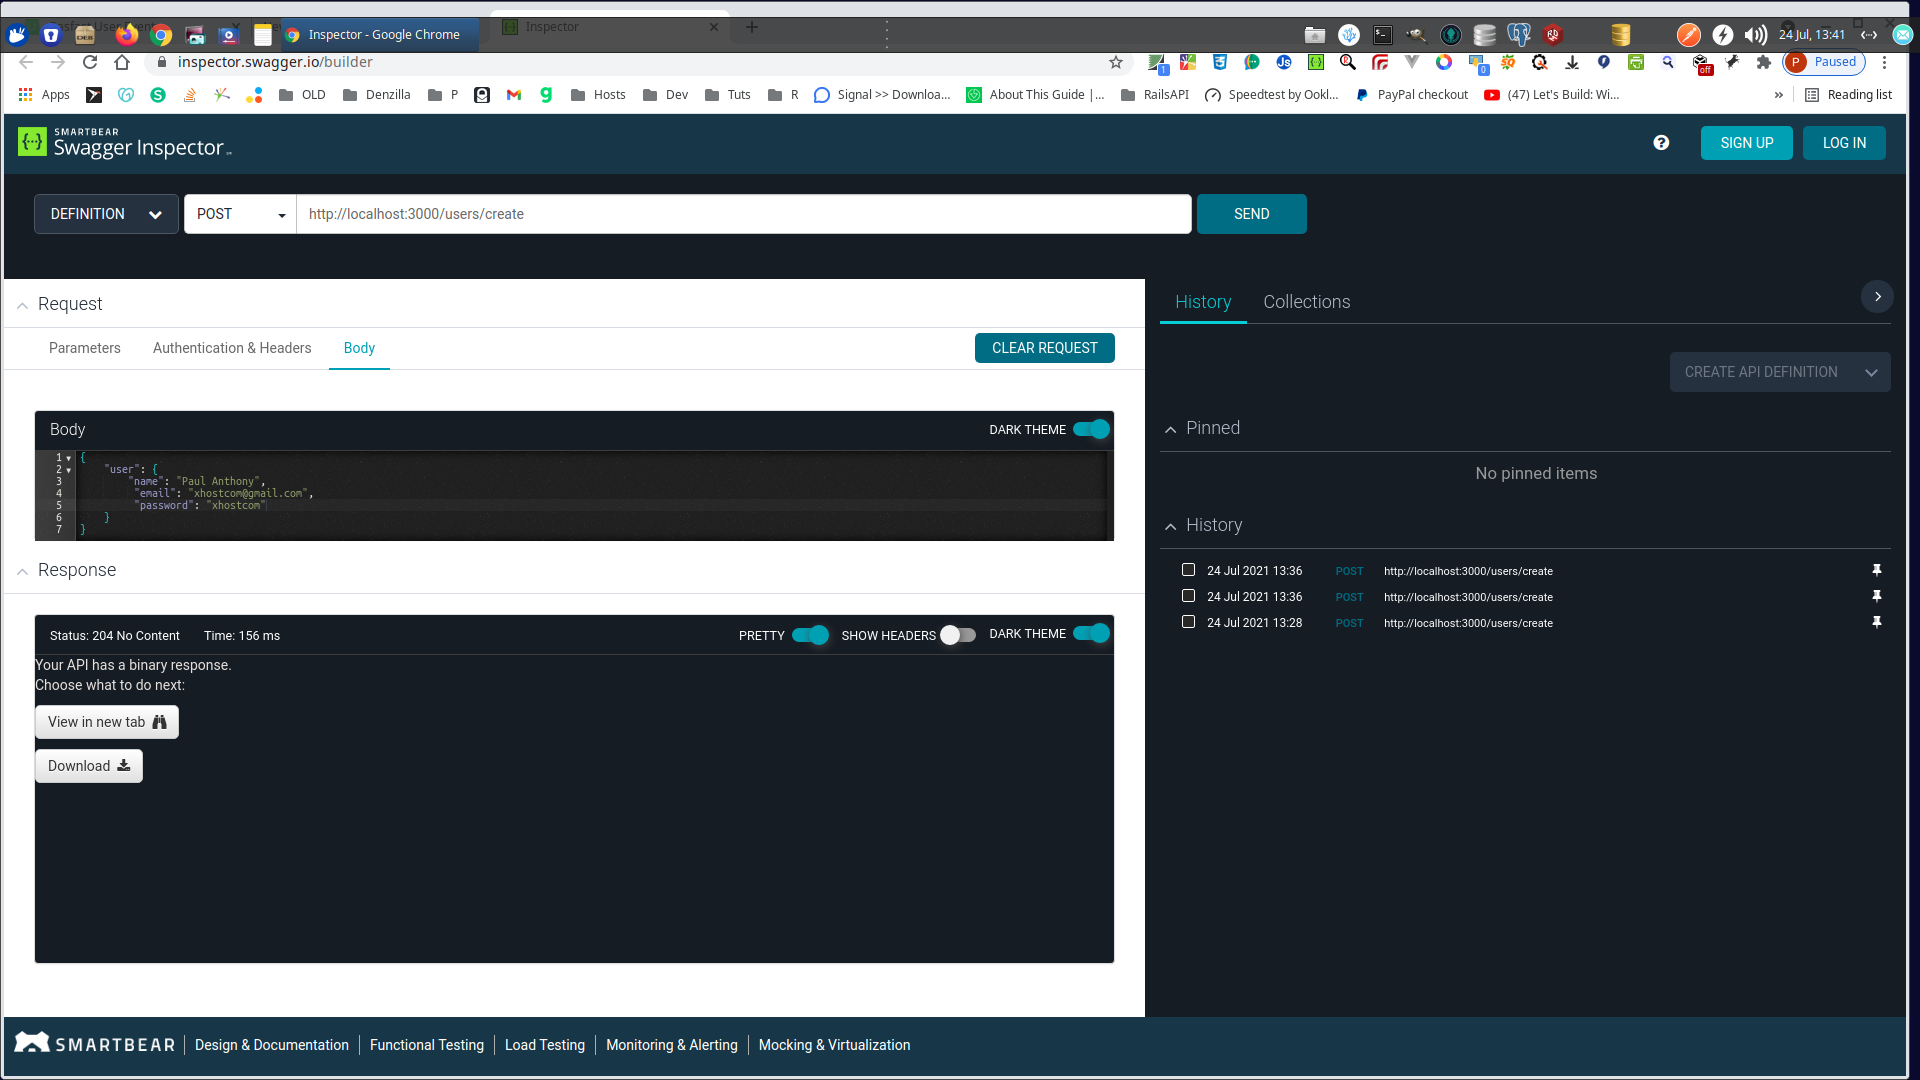 Inspector
Inspector - Google Chrome
24 Jul, 13:41
inspector.swagger.io/builder
1
0
off
P Paused
Apps
OLD
Denzilla
P
Hosts
Dev
Tuts
R
Signal >> Downloa...
About This Guide |...
RailsAPI
Speedtest by Ookl...
PayPal checkout
(47) Let's Build: Wi...
»
Reading list
SMARTBEAR
Swagger Inspector
SIGN UP
LOG IN
DEFINITION
POST
http://localhost:3000/users/create
SEND
Request
Parameters
Authentication & Headers
Body
CLEAR REQUEST
Body
DARK THEME
1 {
2 "user": {
3 "name": "Paul Anthony",
4 "email": "xhostcom@gmail.com",
5 "password": "xhostcom"
6 }
7 }
Response
Status: 204 No Content
Time: 156 ms
PRETTY
SHOW HEADERS
DARK THEME
Your API has a binary response.
Choose what to do next:
View in new tab
Download
History
Collections
CREATE API DEFINITION
Pinned
No pinned items
History
24 Jul 2021 13:36 POST http://localhost:3000/users/create
24 Jul 2021 13:36 POST http://localhost:3000/users/create
24 Jul 2021 13:28 POST http://localhost:3000/users/create
SMARTBEAR
Design & Documentation
Functional Testing
Load Testing
Monitoring & Alerting
Mocking & Virtualization